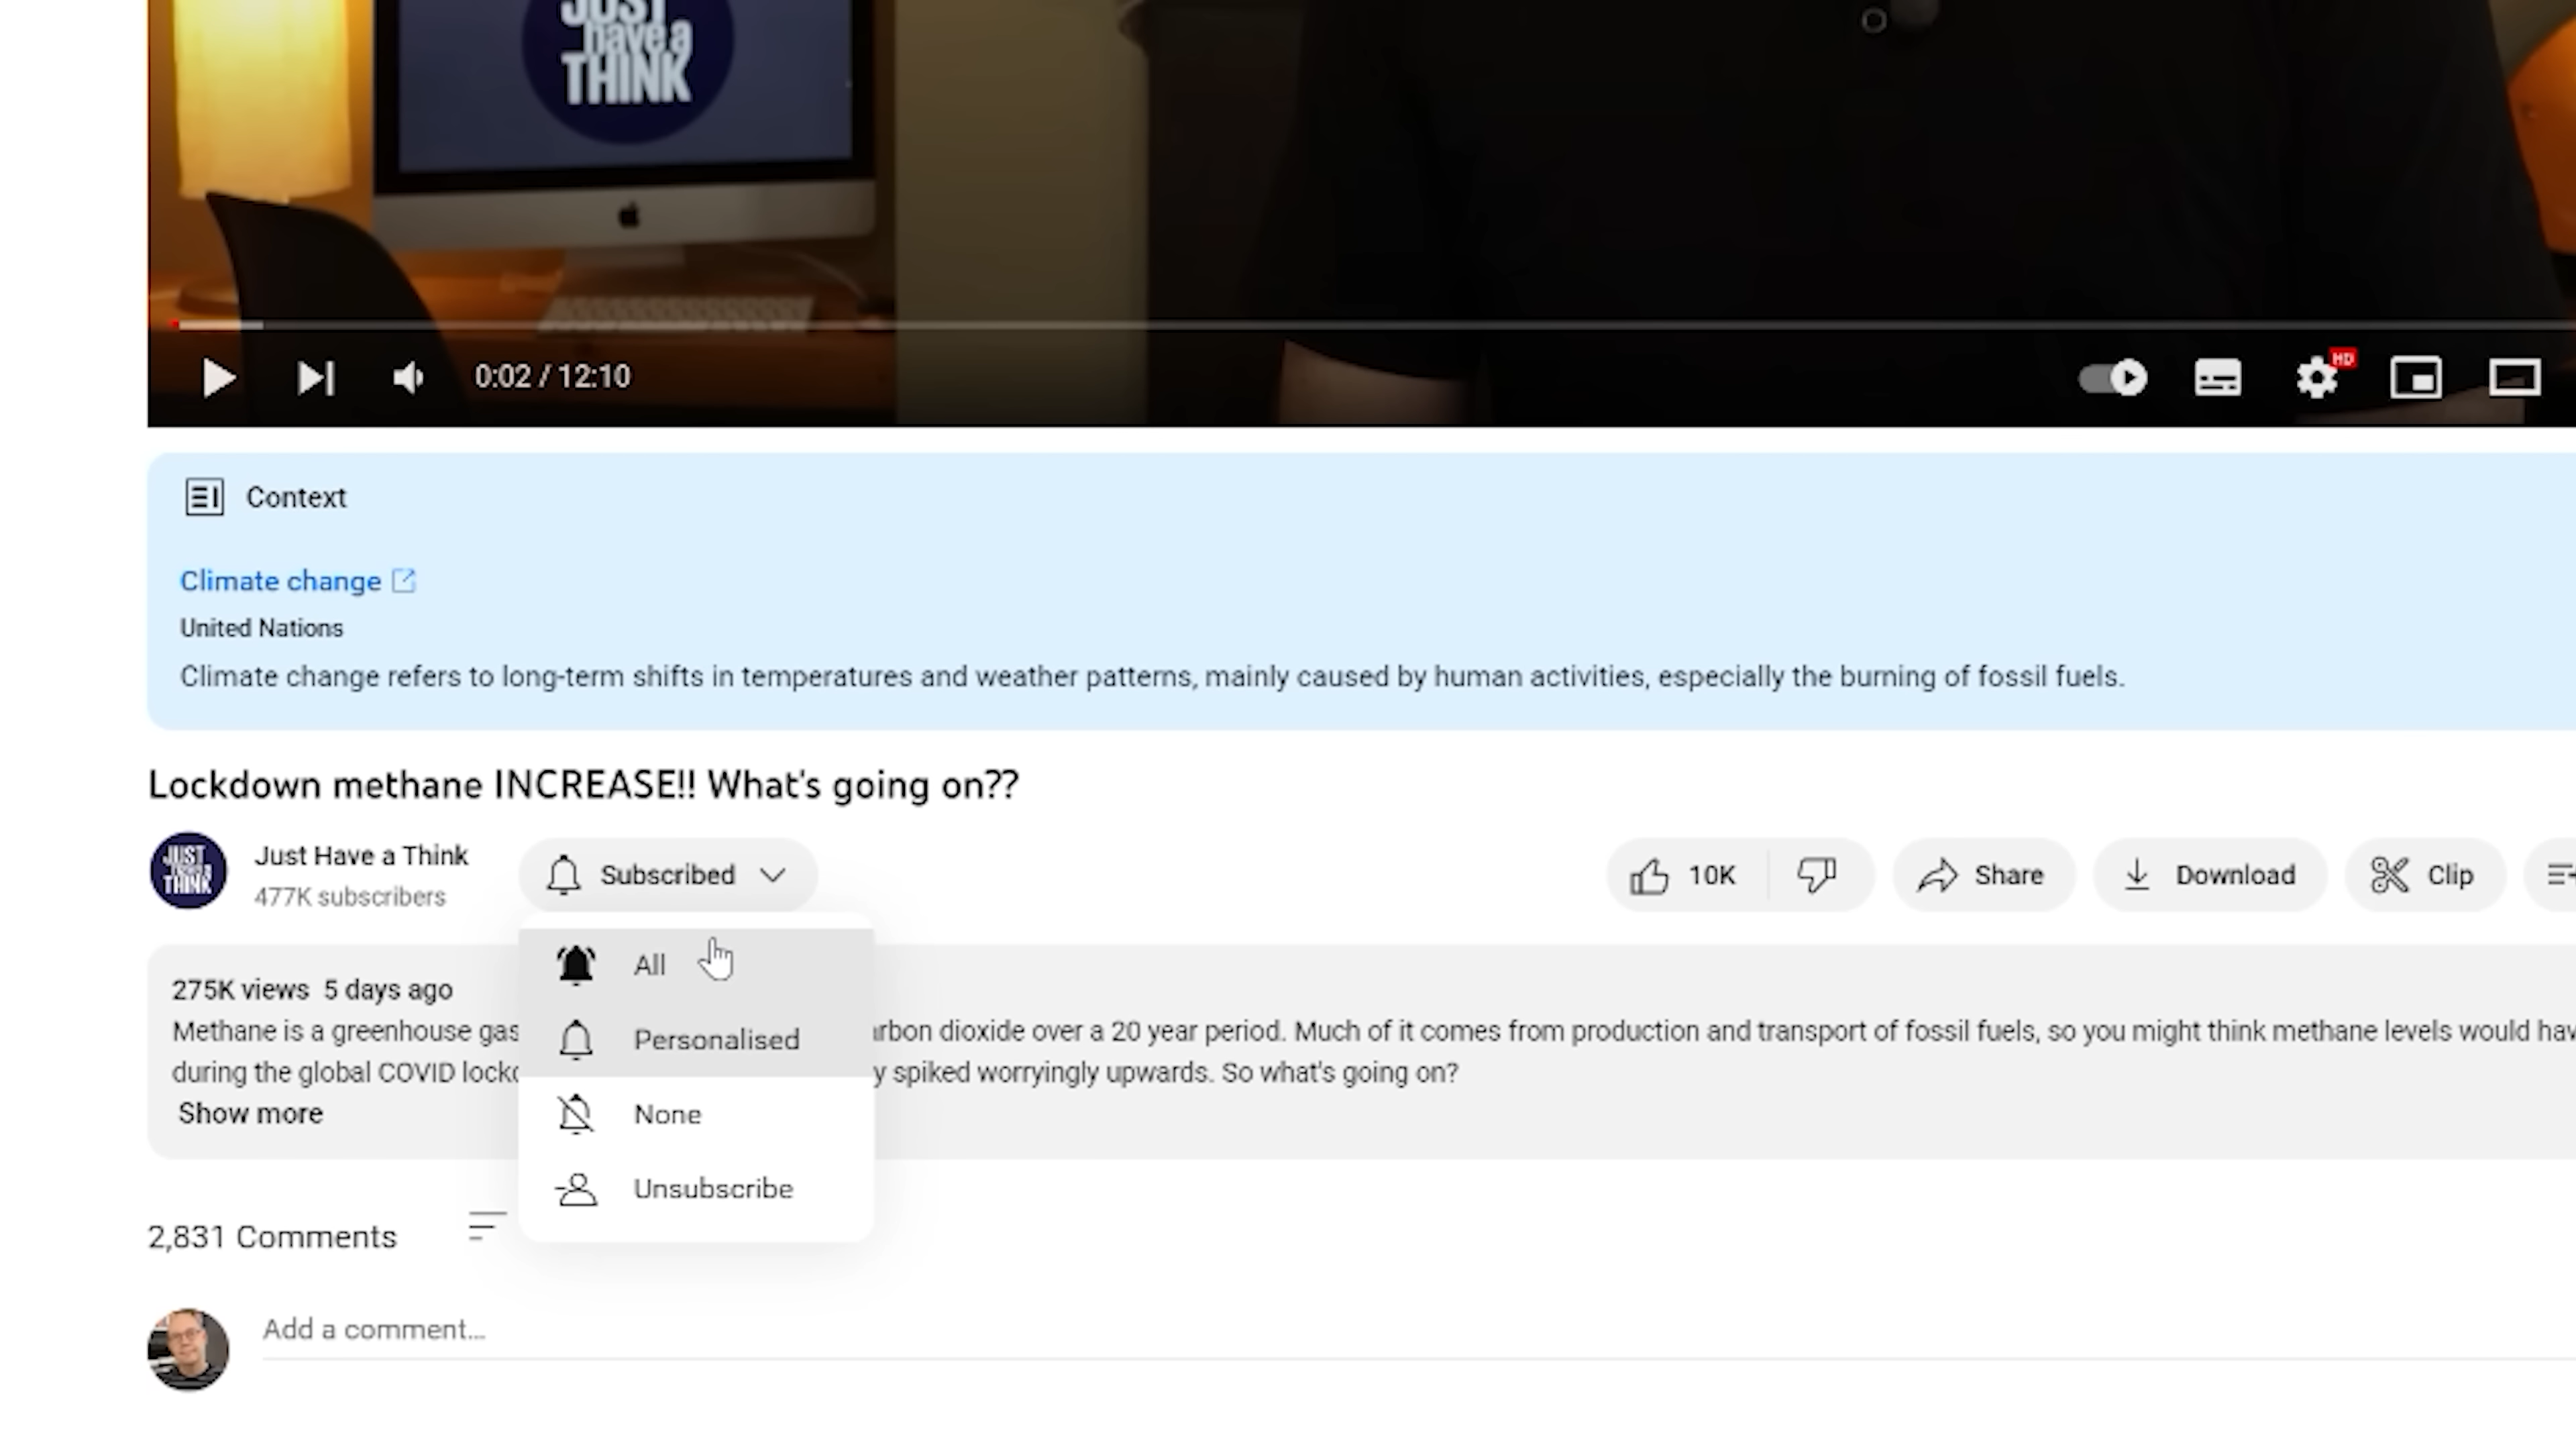 JUST
have a
THINK
0:02 / 12:10
HD
Context
Climate change
United Nations
Climate change refers to long-term shifts in temperatures and weather patterns, mainly caused by human activities, especially the burning of fossil fuels.
Lockdown methane INCREASE!! What's going on??
JUST
have a
THINK
Just Have a Think
477K subscribers
Subscribed
10K
Share
Download
Clip
All
Personalised
None
Unsubscribe
275K views 5 days ago
Methane is a greenhouse gas rbon dioxide over a 20 year period. Much of it comes from production and transport of fossil fuels, so you might think methane levels would hav
during the global COVID lockd y spiked worryingly upwards. So what's going on?
Show more
2,831 Comments
Add a comment...